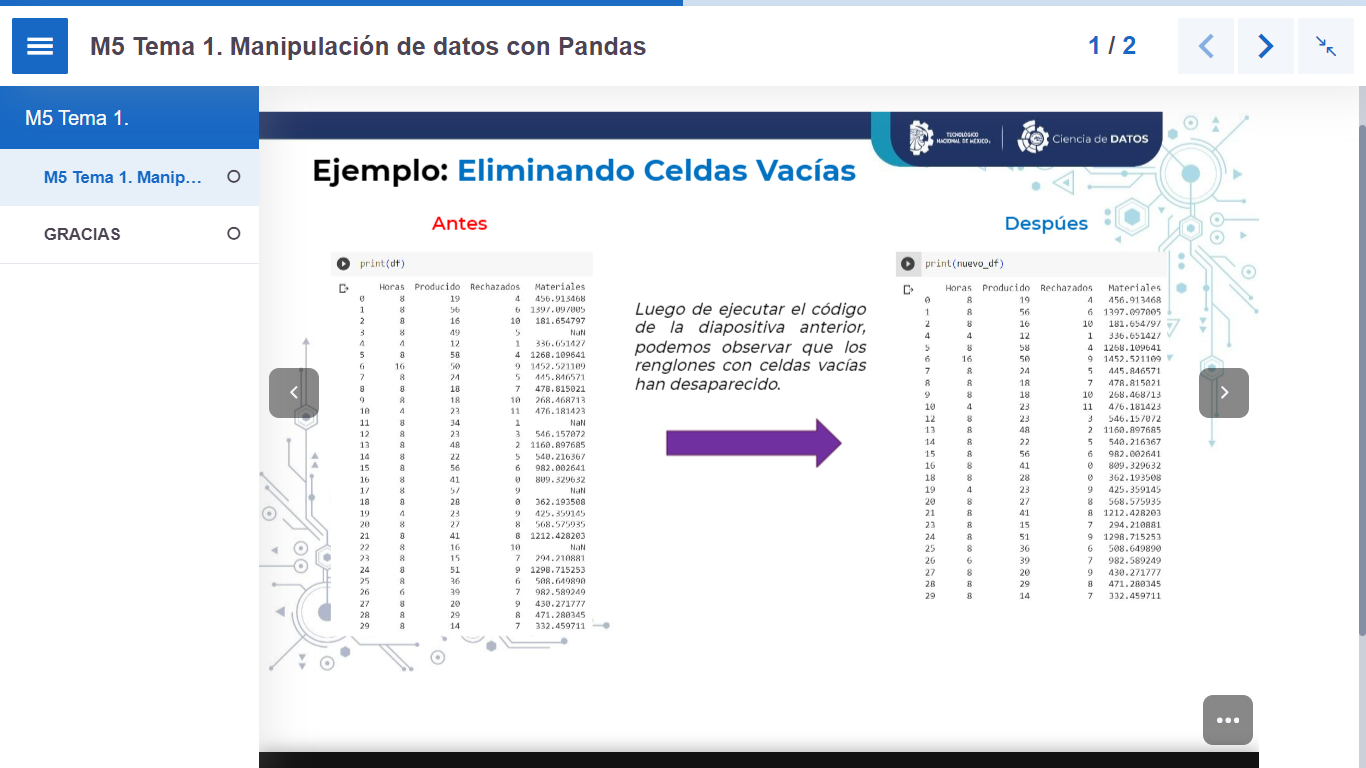 M5 Tema 1. Manipulación de datos con Pandas
1 / 2
M5 Tema 1.
M5 Tema 1. Manip...
GRACIAS
TECNOLÓGICO
NACIONAL DE MÉXICO
Ciencia de DATOS
Ejemplo: Eliminando Celdas Vacías
Antes
print(df)
Horas Producido Rechazados Materiales
0 8 19 4 456.913468
1 8 56 6 1397.097005
2 8 16 10 181.654797
3 8 49 5 NaN
4 4 12 1 336.651427
5 8 58 4 1268.109641
6 16 50 9 1452.521109
7 8 24 5 445.846571
8 8 18 7 478.815021
9 8 18 10 268.468713
10 4 23 11 476.181423
11 8 34 1 NaN
12 8 23 3 546.157072
13 8 48 2 1160.897685
14 8 22 5 540.216367
15 8 56 6 982.002641
16 8 41 0 809.329632
17 8 57 9 NaN
18 8 28 0 362.193508
19 4 23 9 425.359145
20 8 27 8 568.575935
21 8 41 8 1212.428203
22 8 16 10 NaN
23 8 15 7 294.210881
24 8 51 9 1298.715253
25 8 36 6 508.649890
26 6 39 7 982.589249
27 8 20 9 430.271777
28 8 29 8 471.280345
29 8 14 7 332.459711
Luego de ejecutar el código
de la diapositiva anterior,
podemos observar que los
renglones con celdas vacías
han desaparecido.
Despúes
print(nuevo_df)
Horas Producido Rechazados Materiales
0 8 19 4 456.913468
1 8 56 6 1397.097005
2 8 16 10 181.654797
4 4 12 1 336.651427
5 8 58 4 1268.109641
6 16 50 9 1452.521109
7 8 24 5 445.846571
8 8 18 7 478.815021
9 8 18 10 268.468713
10 4 23 11 476.181423
12 8 23 3 546.157072
13 8 48 2 1160.897685
14 8 22 5 540.216367
15 8 56 6 982.002641
16 8 41 0 809.329632
18 8 28 0 362.193508
19 4 23 9 425.359145
20 8 27 8 568.575935
21 8 41 8 1212.428203
23 8 15 7 294.210881
24 8 51 9 1298.715253
25 8 36 6 508.649890
26 6 39 7 982.589249
27 8 20 9 430.271777
28 8 29 8 471.280345
29 8 14 7 332.459711